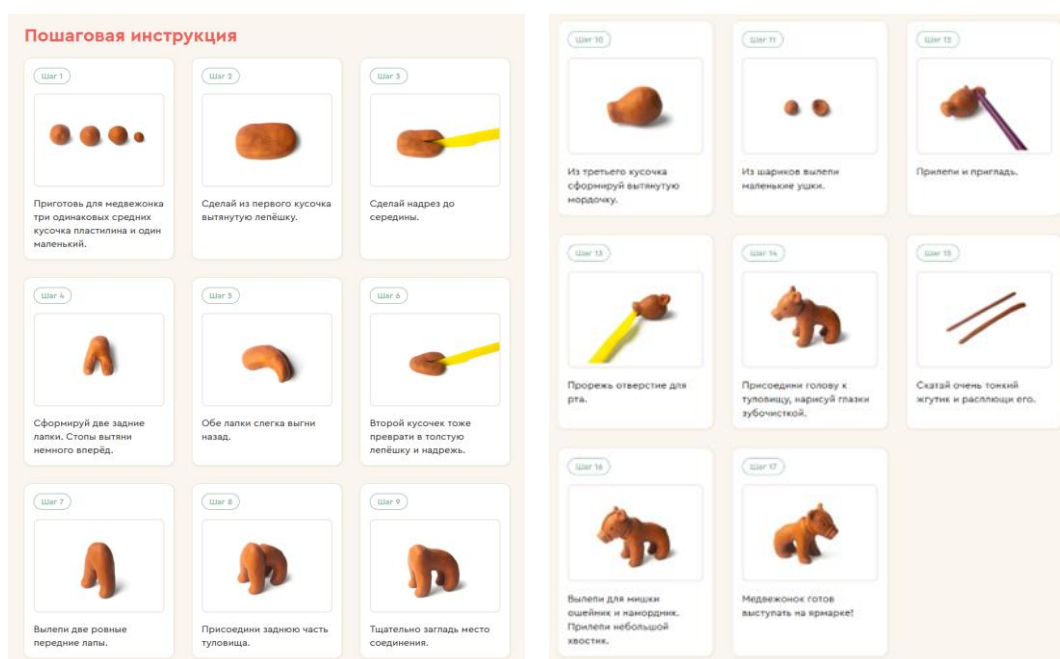 Пошаговая инструкция
Шаг 1
Приготовь для медвежонка
три одинаковых средних
кусочка пластилина и один
маленький.
Шаг 2
Сделай из первого кусочка
вытянутую лепёшку.
Шаг 3
Сделай надрез до
середины.
Шаг 4
Сформируй две задние
лапки. Стопы вытяни
немного вперёд.
Шаг 5
Обе лапки слегка выгни
назад.
Шаг 6
Второй кусочек тоже
преврати в толстую
лепёшку и надрежь.
Шаг 7
Вылепи две ровные
передние лапы.
Шаг 8
Присоедини заднюю часть
туловища.
Шаг 9
Тщательно загладь место
соединения.
Шаг 10
Из третьего кусочка
сформируй вытянутую
мордочку.
Шаг 11
Из шариков вылепи
маленькие ушки.
Шаг 12
Прилепи и пригладь.
Шаг 13
Прорежь отверстие для
рта.
Шаг 14
Присоедини голову к
туловищу, нарисуй глазки
зубочисткой.
Шаг 15
Скатай очень тонкий
жгутик и расплющи его.
Шаг 16
Вылепи для мишки
ошейник и намордник.
Прилепи небольшой
хвостик.
Шаг 17
Медвежонок готов
выступать на ярмарке!